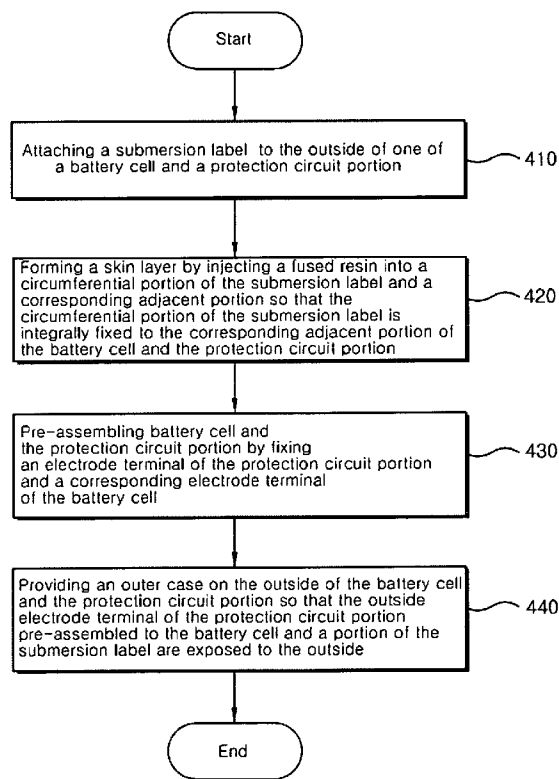 Start
Attaching a submersion label to the outside of one of
a battery cell and a protection circuit portion
410
Forming a skin layer by injecting a fused resin into a
circumferential portion of the submersion label and a
corresponding adjacent portion so that the
circumferential portion of the submersion label is
integrally fixed to the corresponding adjacent portion of
the battery cell and the protection circuit portion
420
Pre-assembling battery cell and
the protection circuit portion by fixing
an electrode terminal of the protection circuit portion
and a corresponding electrode terminal
of the battery cell
430
Providing an outer case on the outside of the battery cell
and the protection circuit portion so that the outside
electrode terminal of the protection circuit portion
pre-assembled to the battery cell and a portion of the
submersion label are exposed to the outside
440
End